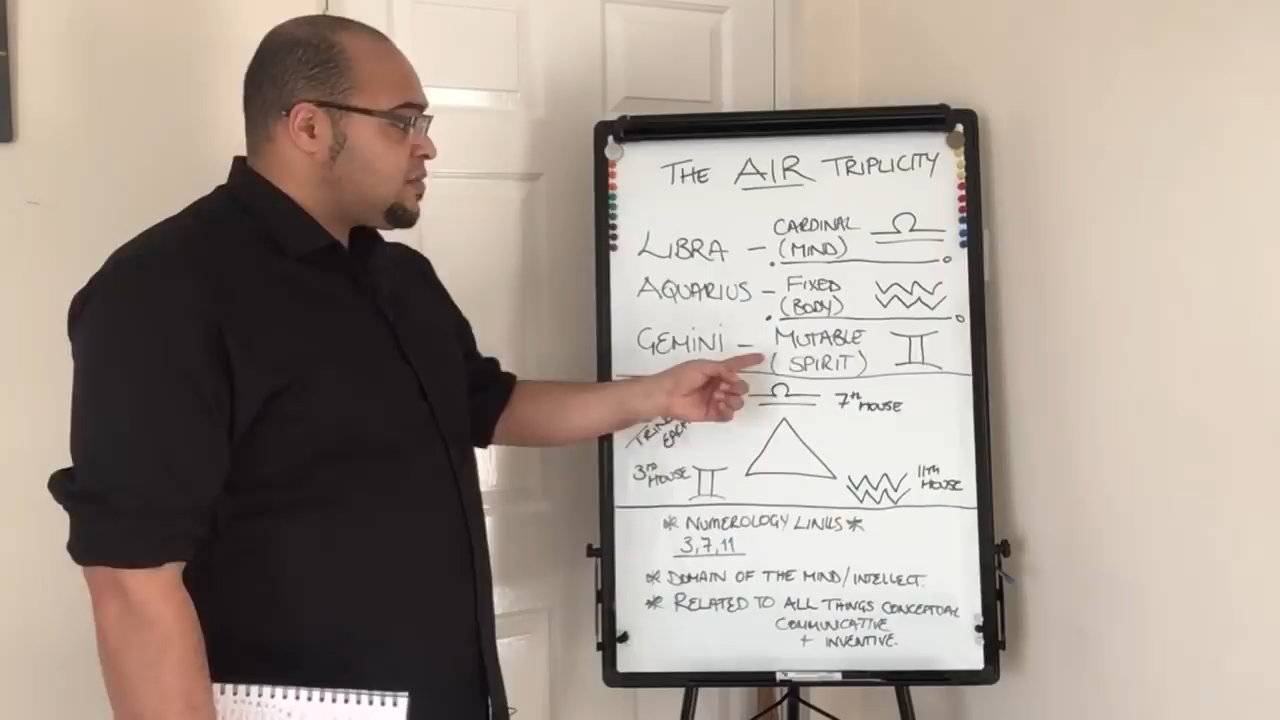 THE AIR TRIPLICITY
LIBRA – CARDINAL
(MIND)
AQUARIUS – FIXED
(BODY)
GEMINI – MUTABLE
(SPIRIT)
7TH HOUSE
3RD HOUSE
11TH HOUSE
* NUMEROLOGY LINKS *
3, 7, 11
* DOMAIN OF THE MIND/INTELLECT.
* RELATED TO ALL THINGS CONCEPTUAL
COMMUNICATIVE
+ INVENTIVE.